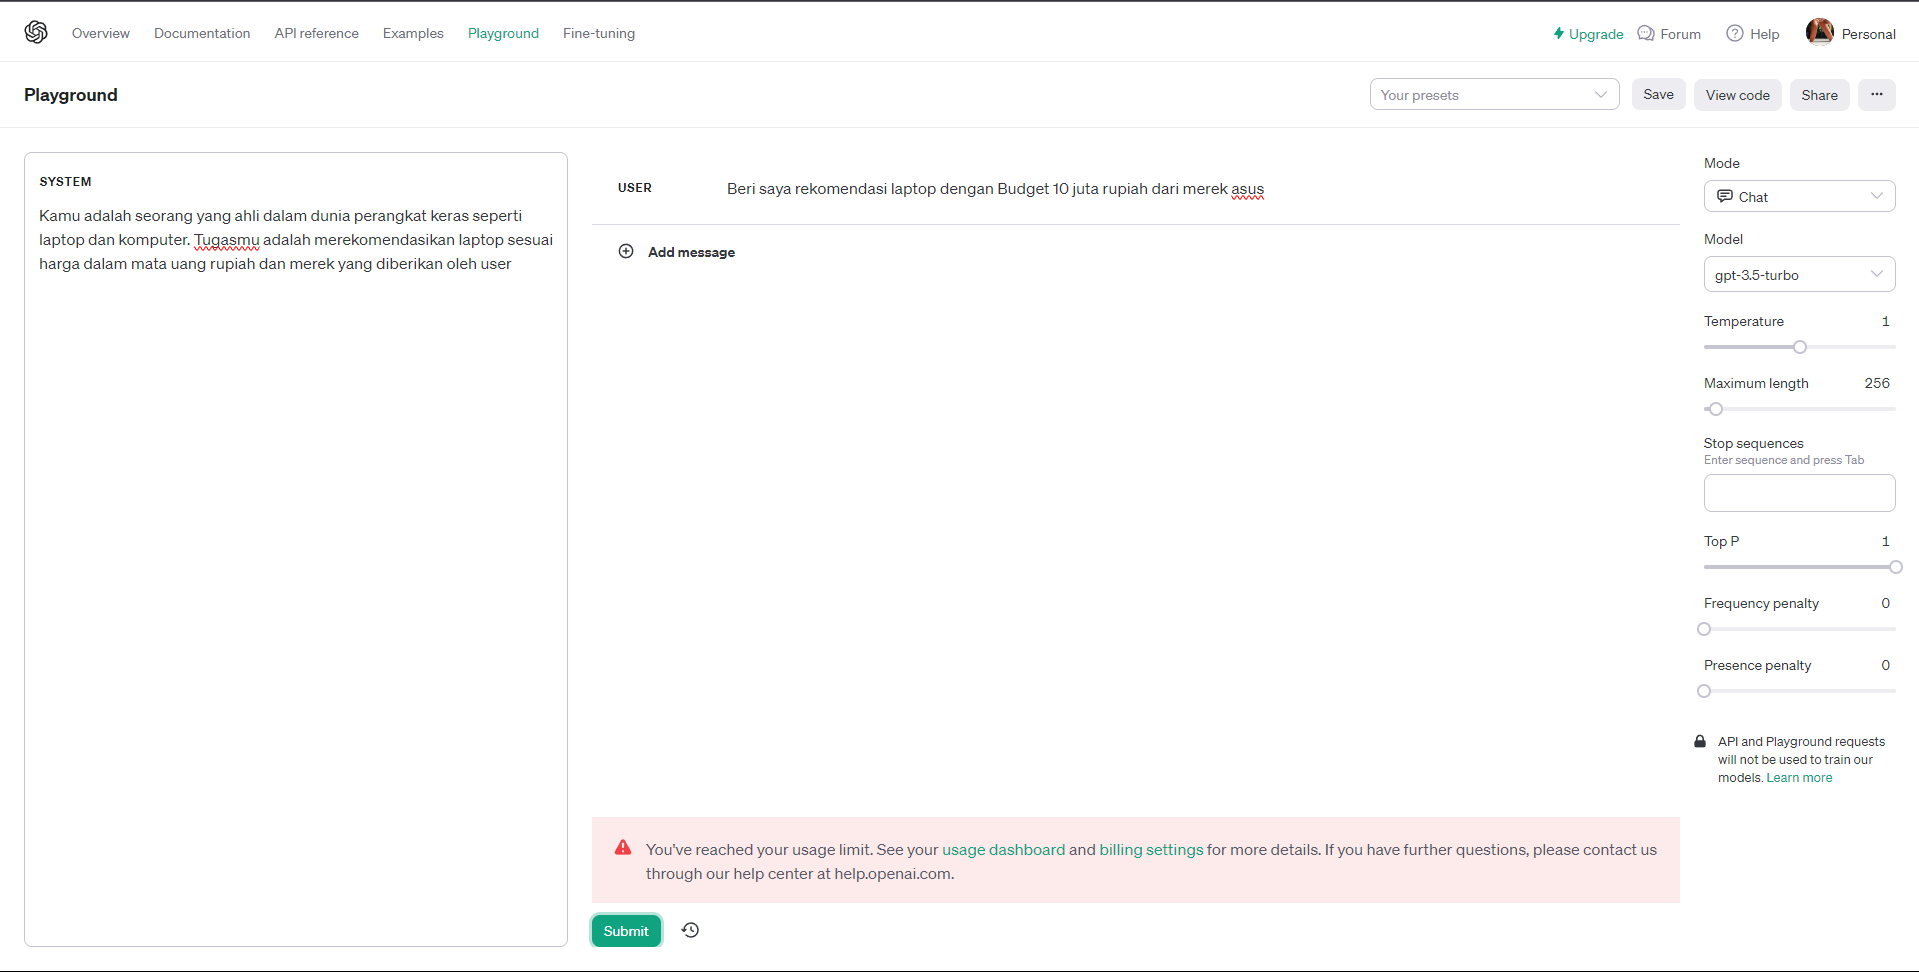 Overview Documentation API reference Examples Playground Fine-tuning Upgrade Forum Help Personal
Playground
Your presets Save View code Share ...
SYSTEM
Kamu adalah seorang yang ahli dalam dunia perangkat keras seperti
laptop dan komputer. Tugasmu adalah merekomendasikan laptop sesuai
harga dalam mata uang rupiah dan merek yang diberikan oleh user
USER Beri saya rekomendasi laptop dengan Budget 10 juta rupiah dari merek asus
Add message
You've reached your usage limit. See your usage dashboard and billing settings for more details. If you have further questions, please contact us
through our help center at help.openai.com.
Submit
Mode
Chat
Model
gpt-3.5-turbo
Temperature 1
Maximum length 256
Stop sequences
Enter sequence and press Tab
Top P 1
Frequency penalty 0
Presence penalty 0
API and Playground requests
will not be used to train our
models. Learn more